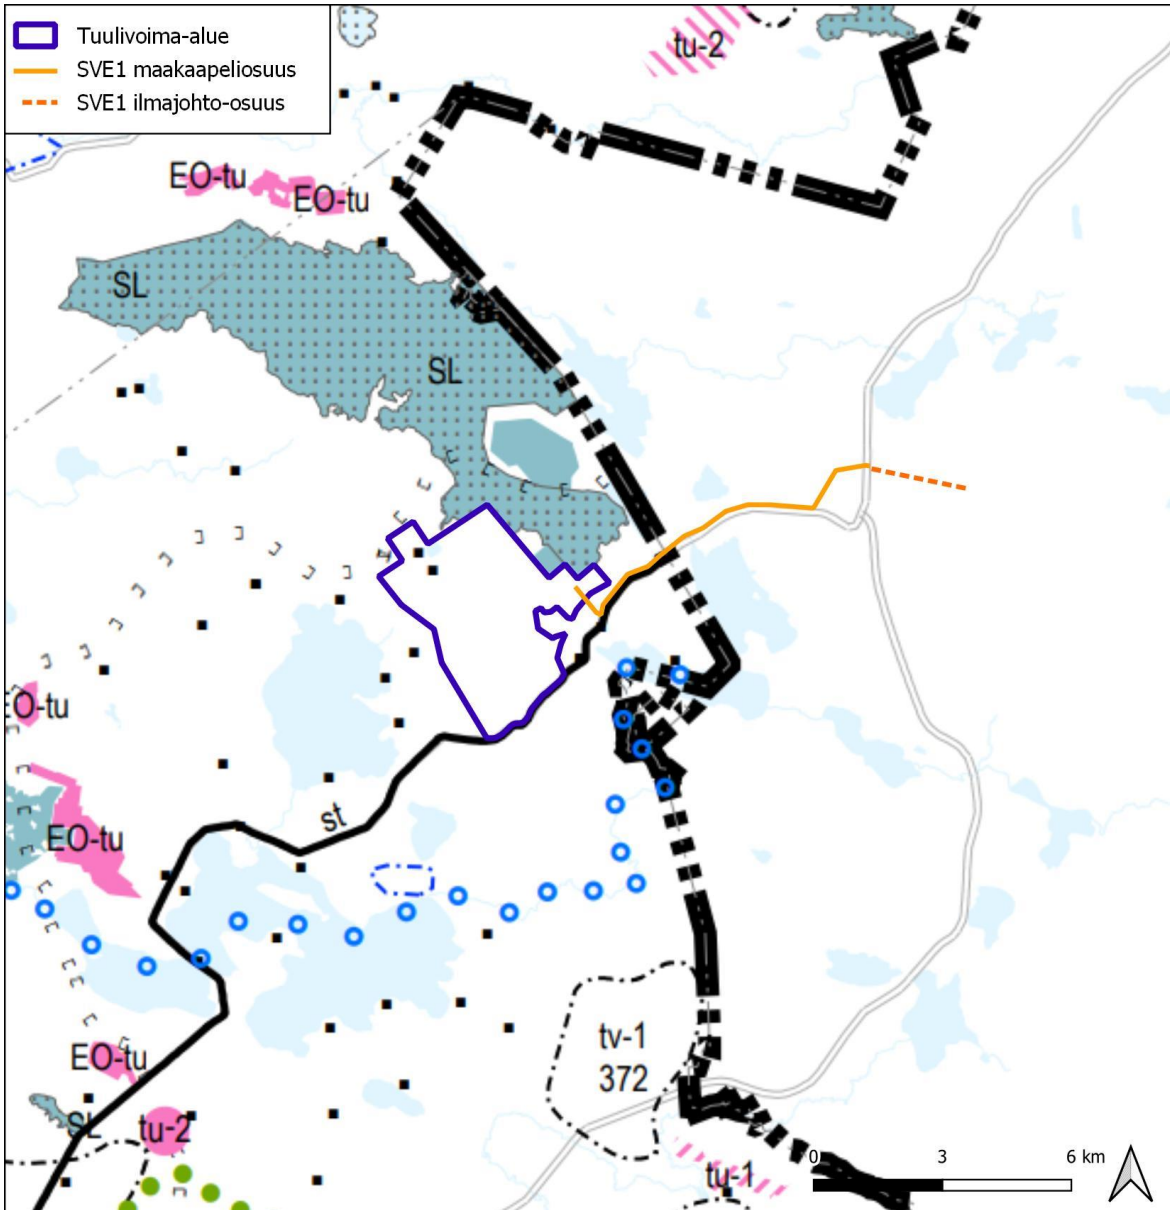 Tuulivoima-alue
SVE1 maakaapeliosuus
SVE1 ilmajohto-osuus
tu-2
EO-tu
EO-tu
SL
SL
EO-tu
st
EO-tu
tv-1
372
EO-tu
SL
tu-2
tu-1
0 3 6 km